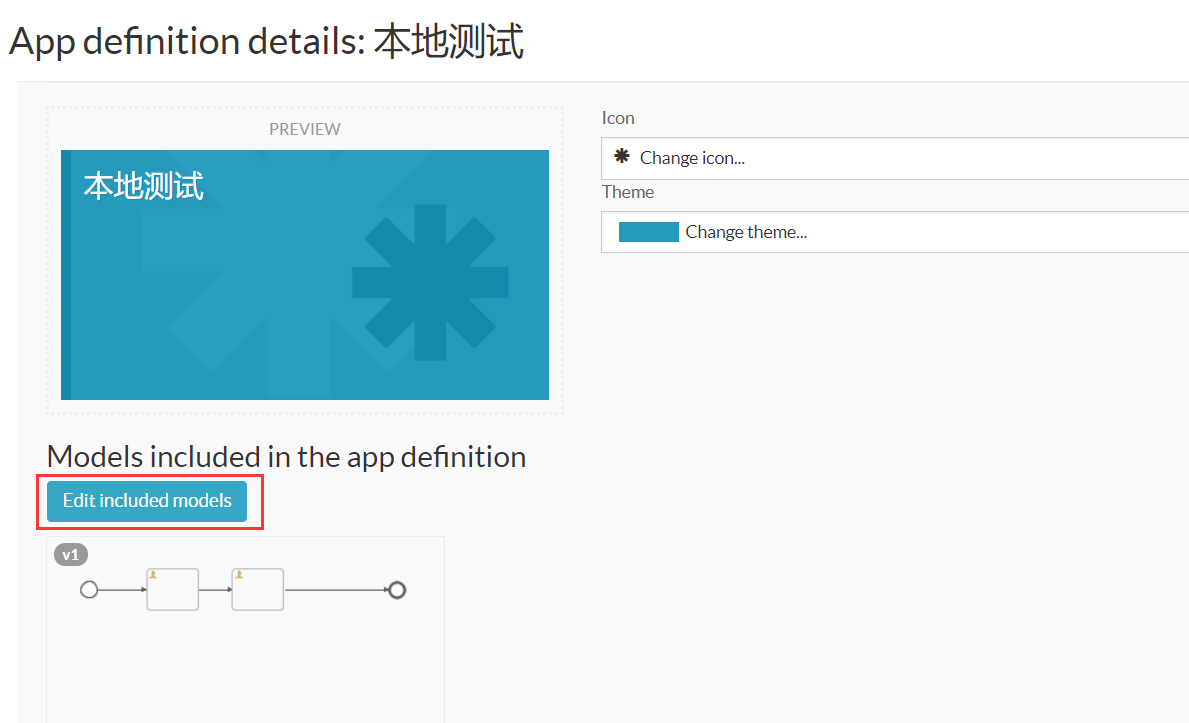 App definition details: 本地测试
PREVIEW
本地测试
Icon
Change icon...
Theme
Change theme...
Models included in the app definition
Edit included models
v1